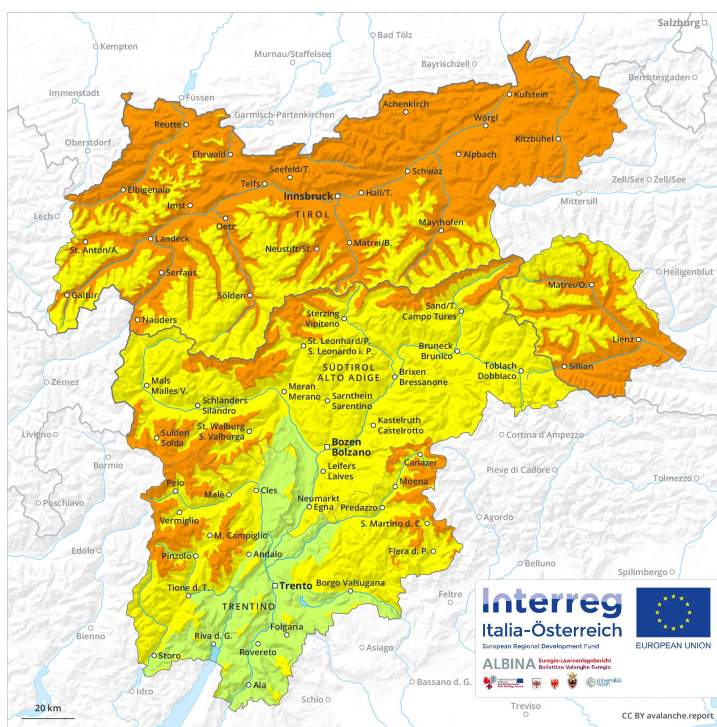 Salzburg
Kempten
Bad Tölz
Murnau/Staffelsee
Bayrischzell
Berchtesgaden
Immenstadt
Füssen
Garmisch-Partenkirchen
Achenkirch
Kufstein
Reutte
Wörgl
Oberstdorf
Ehrwald
Kitzbühel
Alpbach
Seefeld/T.
Schwaz
Zell/See
Zell/See
Telfs
Elbigenalp
Innsbruck
Hall/T.
Mittersill
Imst
Lech
TIROL
Oetz
Mayrhofen
St. Anton/A.
Landeck
Neustift/St.
Matrei/B.
Serfaus
Heiligenblut
Galtür
Sölden
Matrei/O.
Nauders
Sand/T.
Campo Tures
Sterzing
Vipiteno
Lienz
St. Leonhard/P.
S. Leonardo i. P.
Bruneck
Brunico
SÜDTIROL
ALTO ADIGE
Toblach
Dobbiaco
Sillian
Brixen
Bressanone
Zernez
Mals
Malles V.
Meran
Merano
Schlanders
Silandro
Sarnthein
Sarentino
Kastelruth
Castelrotto
St. Walburg
S. Valburga
Livigno
Sulden
Solda
Cortina d Ampezzo
Bozen
Bolzano
Bormio
Canazei
Leifers
Laives
Pieve di Cadore
Tolmezzo
Moena
Peio
Malè
Cles
Neumarkt
Egna
Predazzo
Poschiavo
Vermiglio
S. Martino d. C.
Agordo
M. Campiglio
Edolo
Pinzolo
Andalo
Fiera d. P.
Belluno
Spilimbergo
Tione d. T.
Trento
Borgo Valsugana
Feltre
TRENTINO
Folgaria
Bienno
Riva d. G.
Rovereto
Asiago
Storo
Idro
Ala
Schio
Bassano d. G.
Treviso
Interreg
Italia-Österreich
European Regional Development Fund
EUROPEAN UNION
ALBINA
Euregio-Lawinenlagebericht
Bollettino Valanghe Euregio
universität
wien
20 km
CC BY avalanche.report